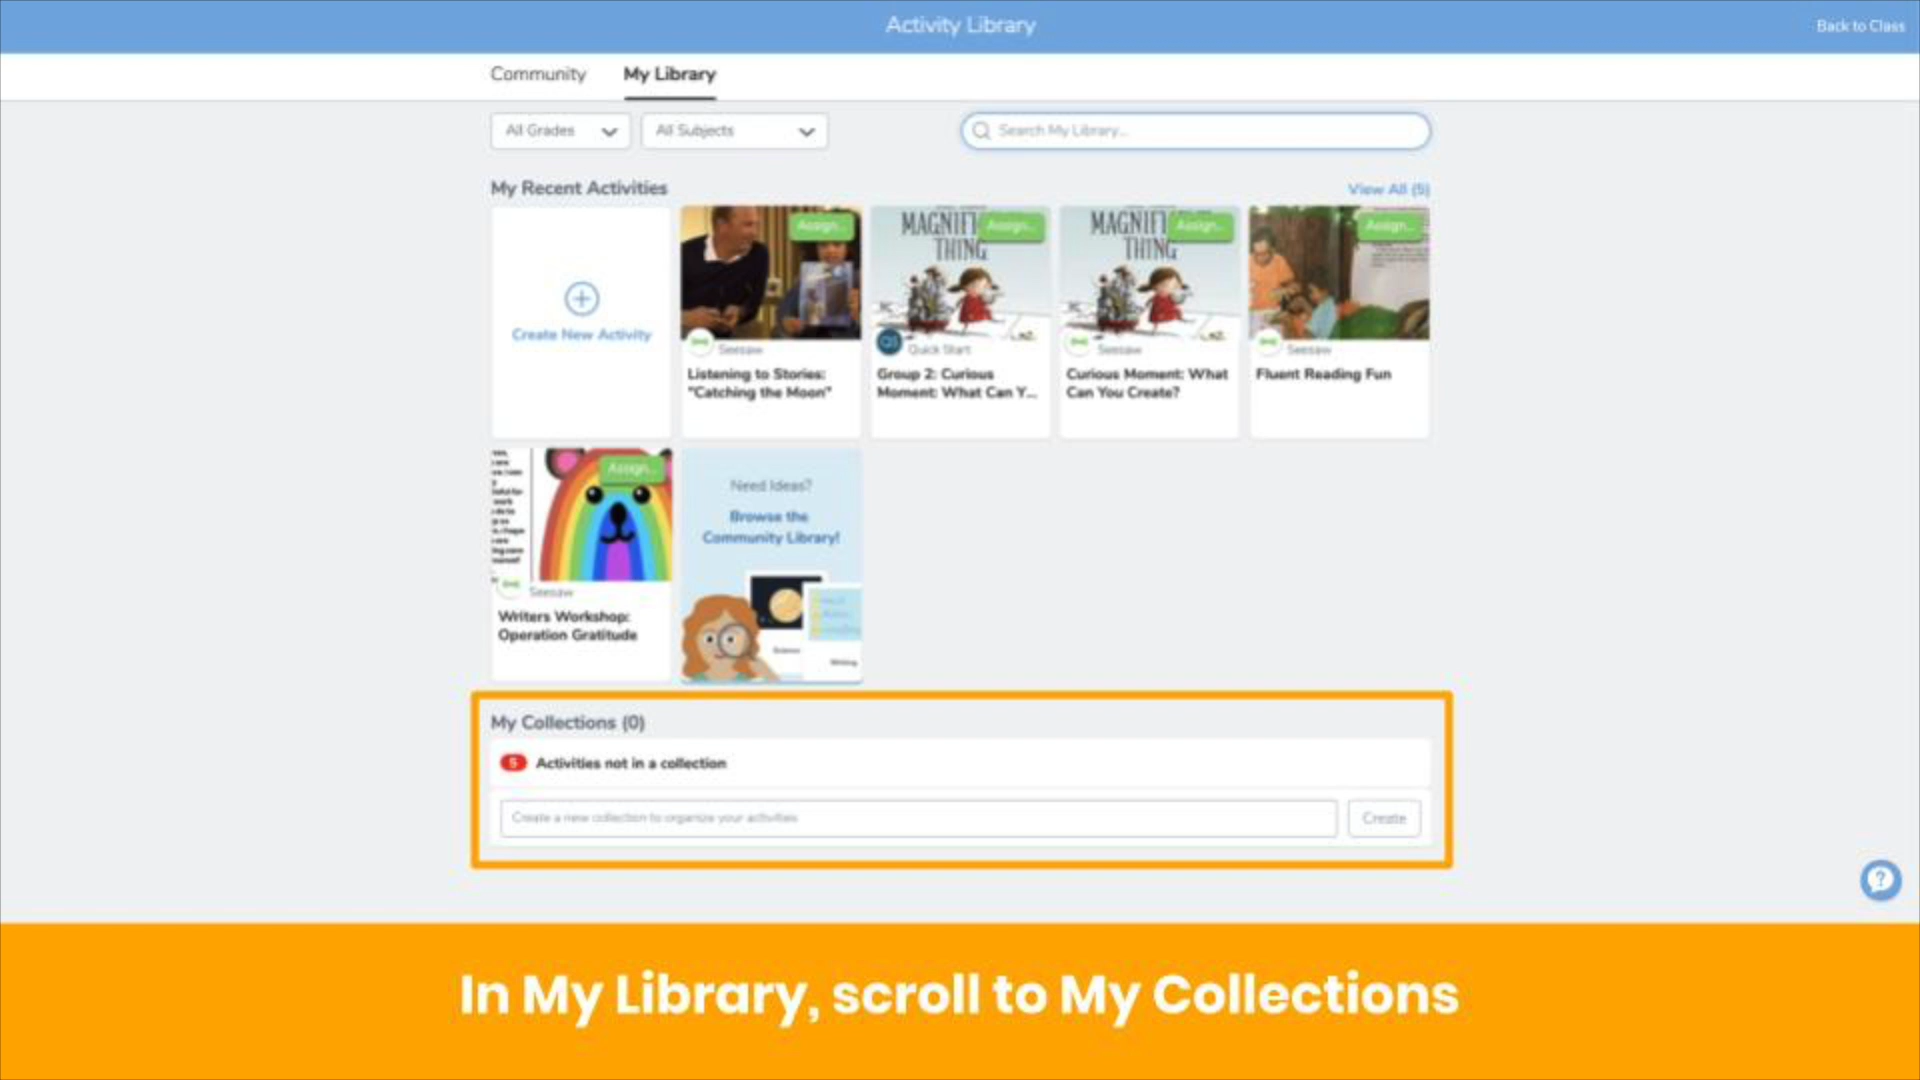 Activity Library
Back to Class
Community
My Library
All Grades
All Subjects
Search My Library...
My Recent Activities
View All (5)
Create New Activity
Assign...
Seesaw
Listening to Stories:
"Catching the Moon"
MAGNIFI
THING
Assign...
Quick Start
Group 2: Curious
Moment: What Can Y...
MAGNIFI
THING
Assign...
Seesaw
Curious Moment: What
Can You Create?
Assign...
Seesaw
Fluent Reading Fun
Assign...
Seesaw
Writers Workshop:
Operation Gratitude
Need Ideas?
Browse the
Community Library!
Science
Writing
My Collections (0)
5 Activities not in a collection
Create a new collection to organize your activities
Create
In My Library, scroll to My Collections